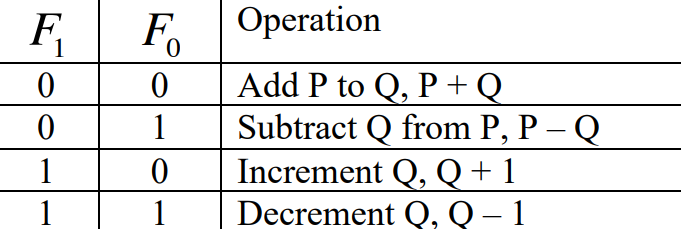 F₁ F₀ Operation
0 0 Add P to Q, P + Q
0 1 Subtract Q from P, P – Q
1 0 Increment Q, Q + 1
1 1 Decrement Q, Q – 1